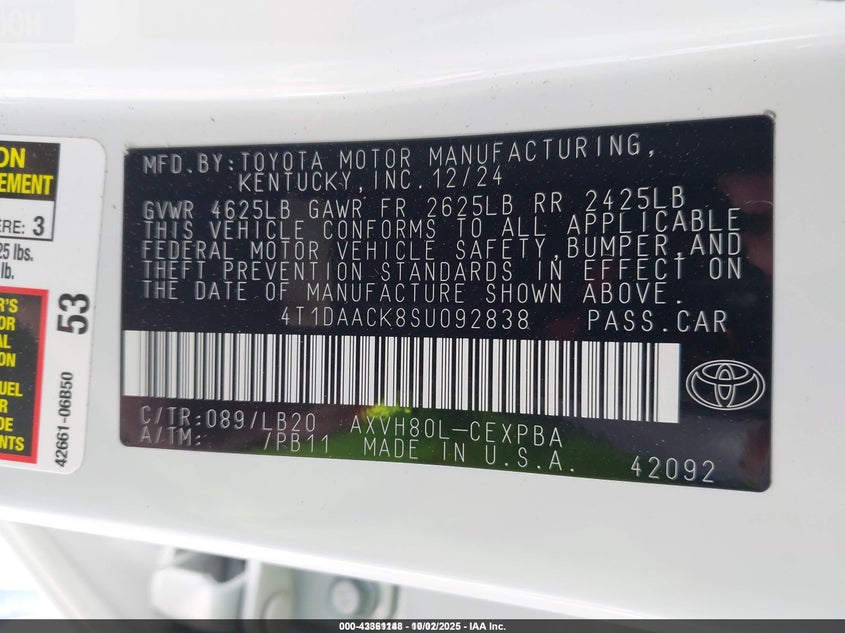 ON
EMENT
ERE: 3
25 lbs.
lb.
53
42661-06B50
MFD.BY:TOYOTA MOTOR MANUFACTURING,
KENTUCKY,INC.12/24
GVWR 4625LB GAWR FR 2625LB RR 2425LB
THIS VEHICLE CONFORMS TO ALL APPLICABLE
FEDERAL MOTOR VEHICLE SAFETY,BUMPER,AND
THEFT PREVENTION STANDARDS IN EFFECT ON
THE DATE OF MANUFACTURE SHOWN ABOVE.
4T1DAACK8SU092838 PASS.CAR
C/TR:089/LB20 AXVH80L-CEXPBA
A/TM: /PB11 MADE IN U.S.A.
42092